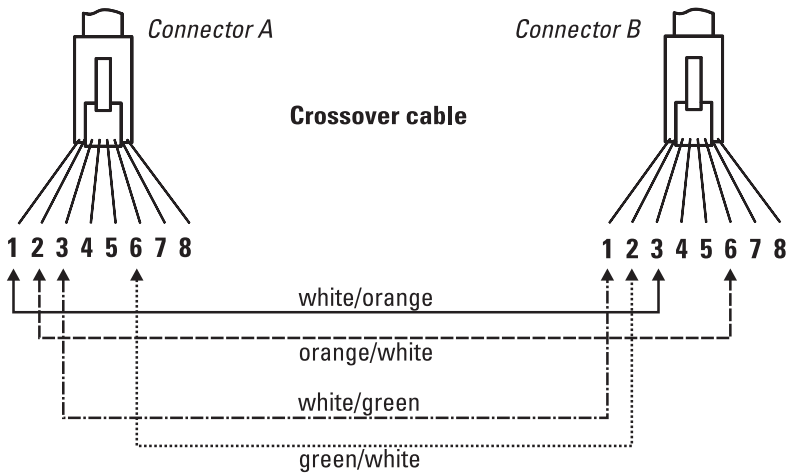 Connector A Connector B
Crossover cable
1 2 3 4 5 6 7 8 1 2 3 4 5 6 7 8
white/orange
orange/white
white/green
green/white